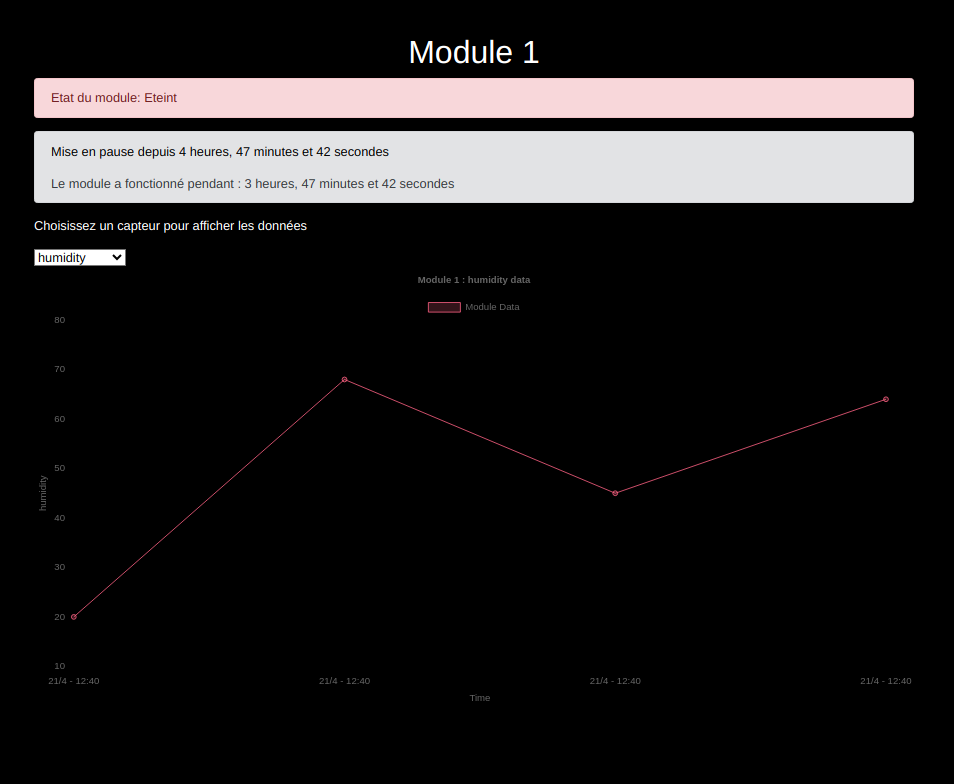 Module 1
Etat du module: Eteint
Mise en pause depuis 4 heures, 47 minutes et 42 secondes
Le module a fonctionné pendant : 3 heures, 47 minutes et 42 secondes
Choisissez un capteur pour afficher les données
humidity
Module 1 : humidity data
Module Data
80
70
60
50
humidity
40
30
20
10
21/4 - 12:40 21/4 - 12:40 21/4 - 12:40 21/4 - 12:40
Time